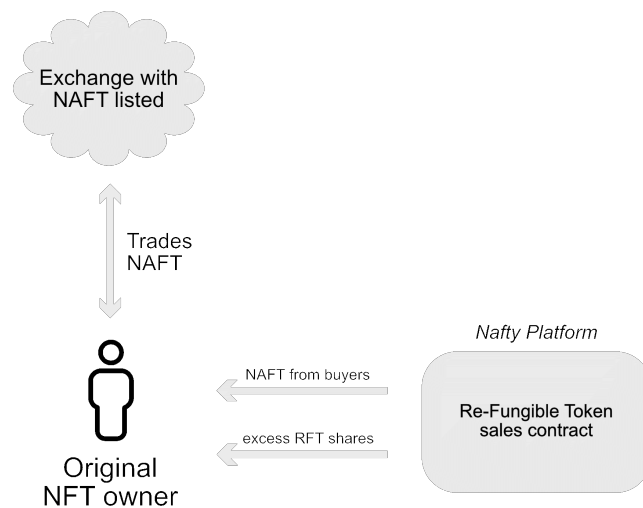 Exchange with
NAFT listed
Trades
NAFT
Nafty Platform
NAFT from buyers
Re-Fungible Token
sales contract
excess RFT shares
Original
NFT owner